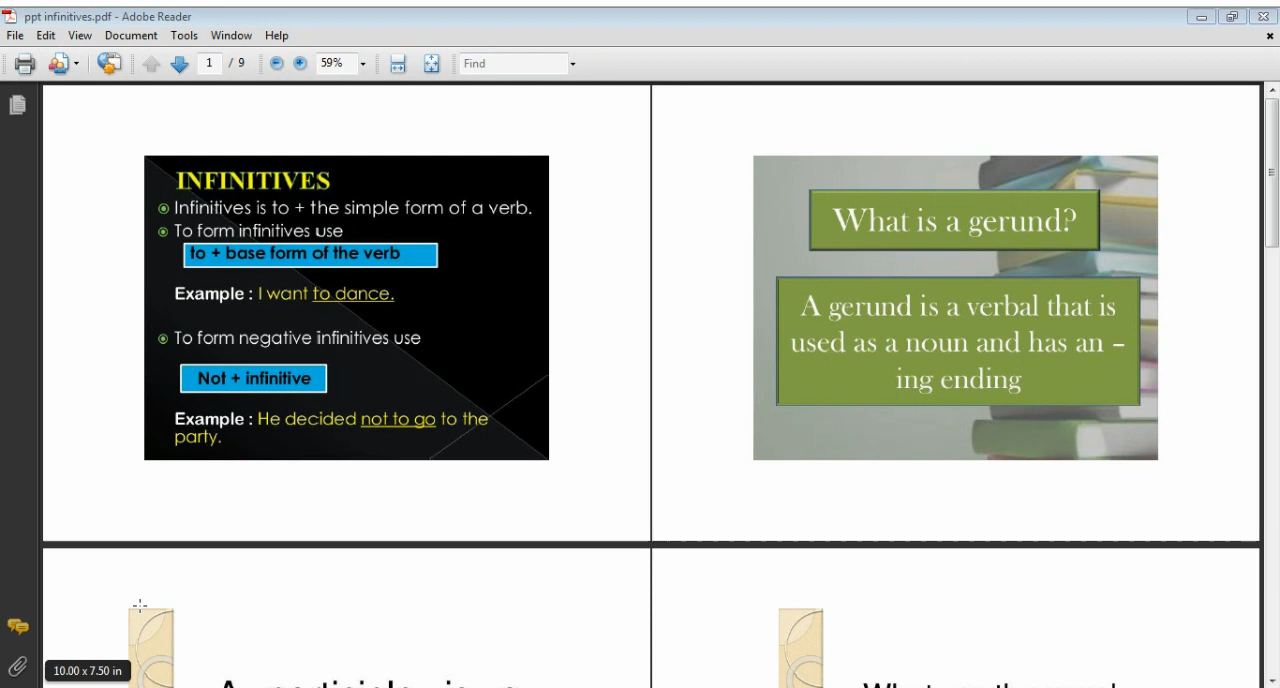 ppt infinitives.pdf - Adobe Reader
File Edit View Document Tools Window Help
1 / 9 59% Find
INFINITIVES
Infinitives is to + the simple form of a verb.
To form infinitives use
to + base form of the verb
Example : I want to dance.
To form negative infinitives use
Not + infinitive
Example : He decided not to go to the
party.
What is a gerund?
A gerund is a verbal that is
used as a noun and has an –
ing ending
10.00 x 7.50 in